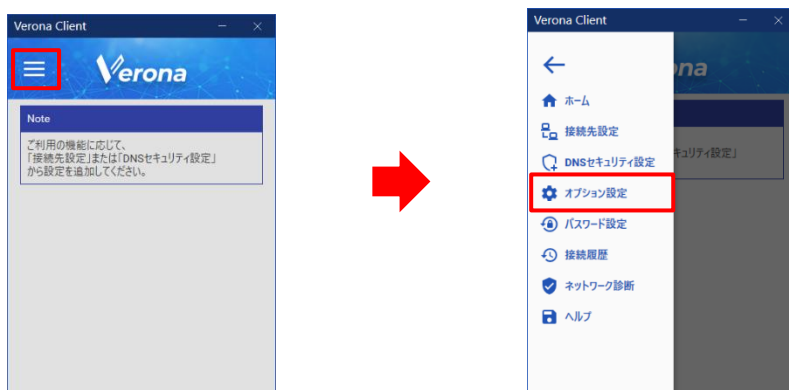 Verona Client
Verona
Note
ご利用の機能に応じて、
「接続先設定」または「DNSセキュリティ設定」
から設定を追加してください。
Verona Client
na
ホーム
接続先設定
DNSセキュリティ設定
キュリティ設定」
オプション設定
パスワード設定
接続履歴
ネットワーク診断
ヘルプ